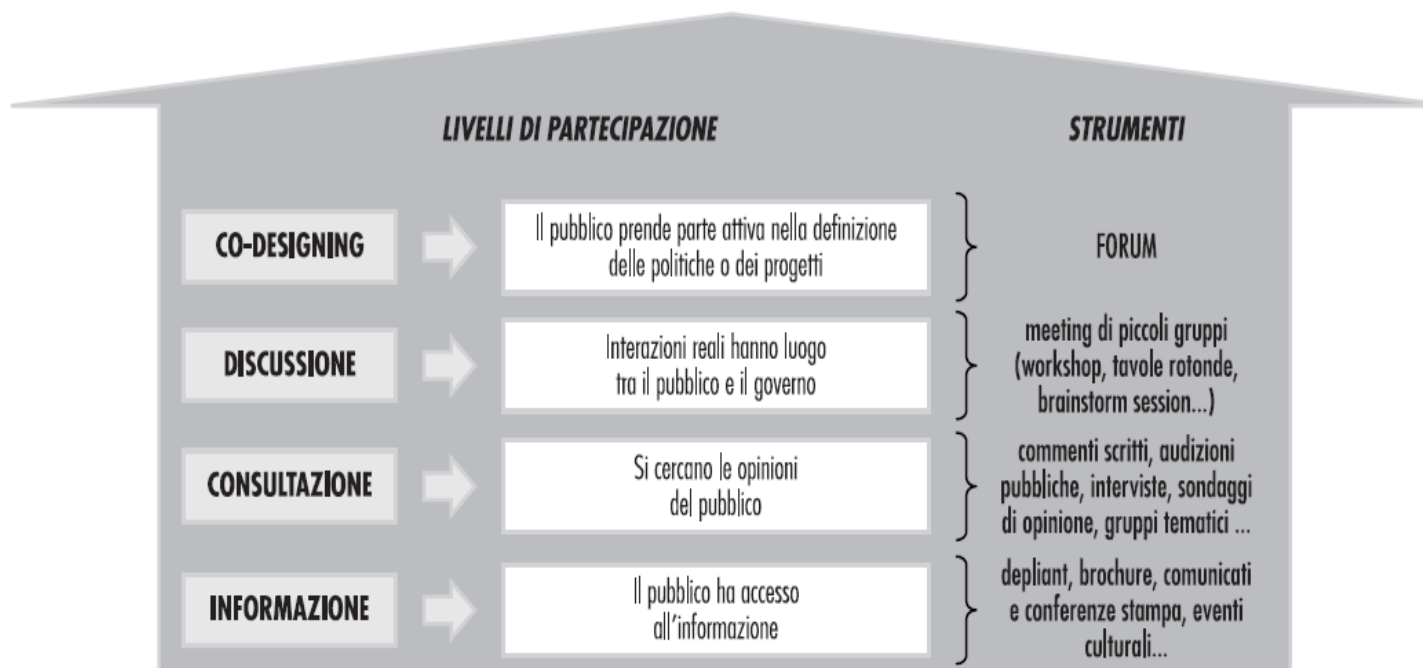 LIVELLI DI PARTECIPAZIONE
STRUMENTI
CO-DESIGNING
Il pubblico prende parte attiva nella definizione
delle politiche o dei progetti
FORUM
DISCUSSIONE
Interazioni reali hanno luogo
tra il pubblico e il governo
meeting di piccoli gruppi
(workshop, tavole rotonde,
brainstorm session...)
CONSULTAZIONE
Si cercano le opinioni
del pubblico
commenti scritti, audizioni
pubbliche, interviste, sondaggi
di opinione, gruppi tematici ...
INFORMAZIONE
Il pubblico ha accesso
all'informazione
depliant, brochure, comunicati
e conferenze stampa, eventi
culturali...